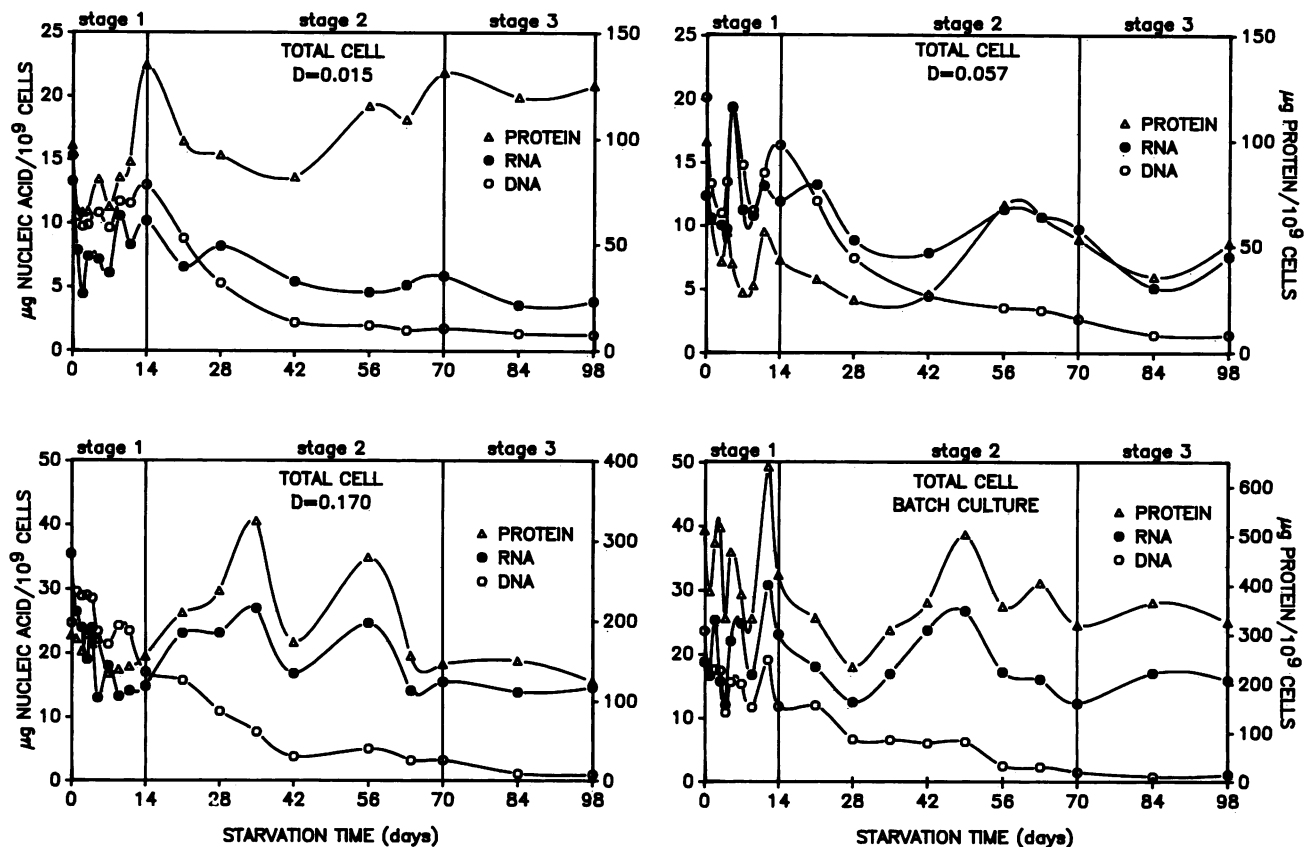 stage 1 stage 2 stage 3
TOTAL CELL
D=0.015
PROTEIN
RNA
DNA
µg NUCLEIC ACID/10⁹ CELLS
25
20
15
10
5
0
150
100
50
0
0 14 28 42 56 70 84 98
stage 1 stage 2 stage 3
TOTAL CELL
D=0.057
PROTEIN
RNA
DNA
25
20
15
10
5
0
150
100
50
0
µg PROTEIN/10⁹ CELLS
0 14 28 42 56 70 84 98
stage 1 stage 2 stage 3
TOTAL CELL
D=0.170
PROTEIN
RNA
DNA
µg NUCLEIC ACID/10⁹ CELLS
50
40
30
20
10
0
400
300
200
100
0
0 14 28 42 56 70 84 98
STARVATION TIME (days)
stage 1 stage 2 stage 3
TOTAL CELL
BATCH CULTURE
PROTEIN
RNA
DNA
50
40
30
20
10
0
600
500
400
300
200
100
0
µg PROTEIN/10⁹ CELLS
0 14 28 42 56 70 84 98
STARVATION TIME (days)